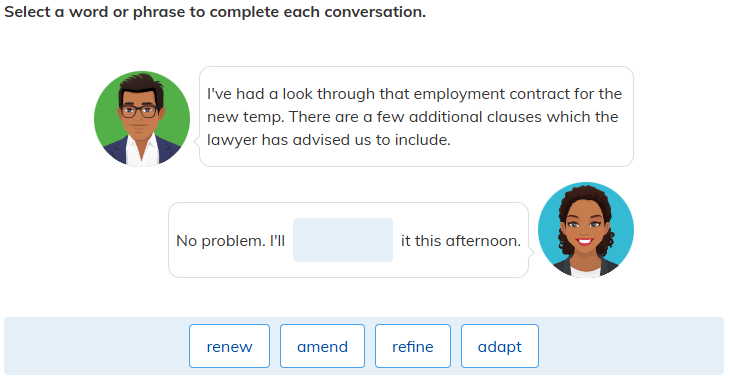 Select a word or phrase to complete each conversation.
I've had a look through that employment contract for the
new temp. There are a few additional clauses which the
lawyer has advised us to include.
No problem. I'll it this afternoon.
renew amend refine adapt